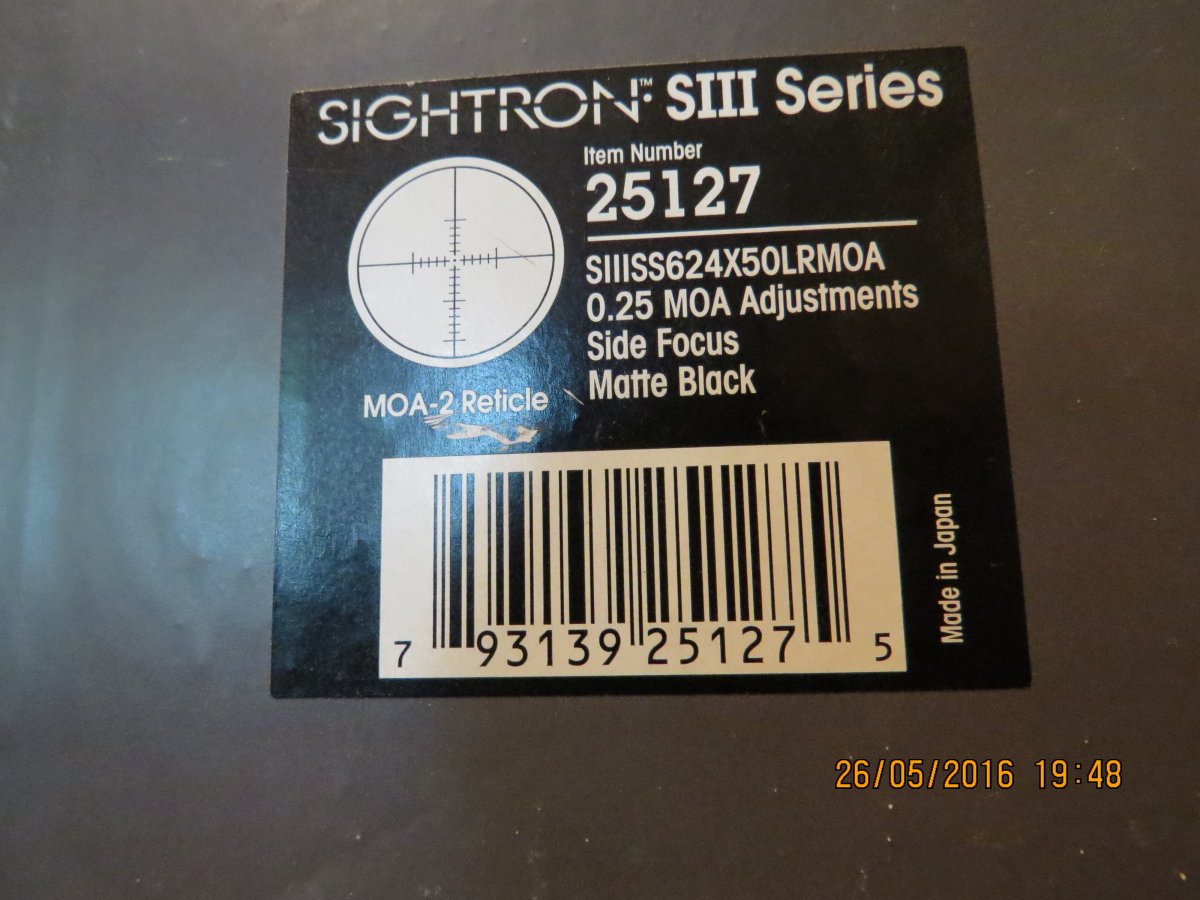 SIGHTRON™ SIII Series
Item Number
25127
SIIISS624X50LRMOA
0.25 MOA Adjustments
Side Focus
Matte Black
MOA-2 Reticle
7 93139 25127 5
Made in Japan
26/05/2016 19:48